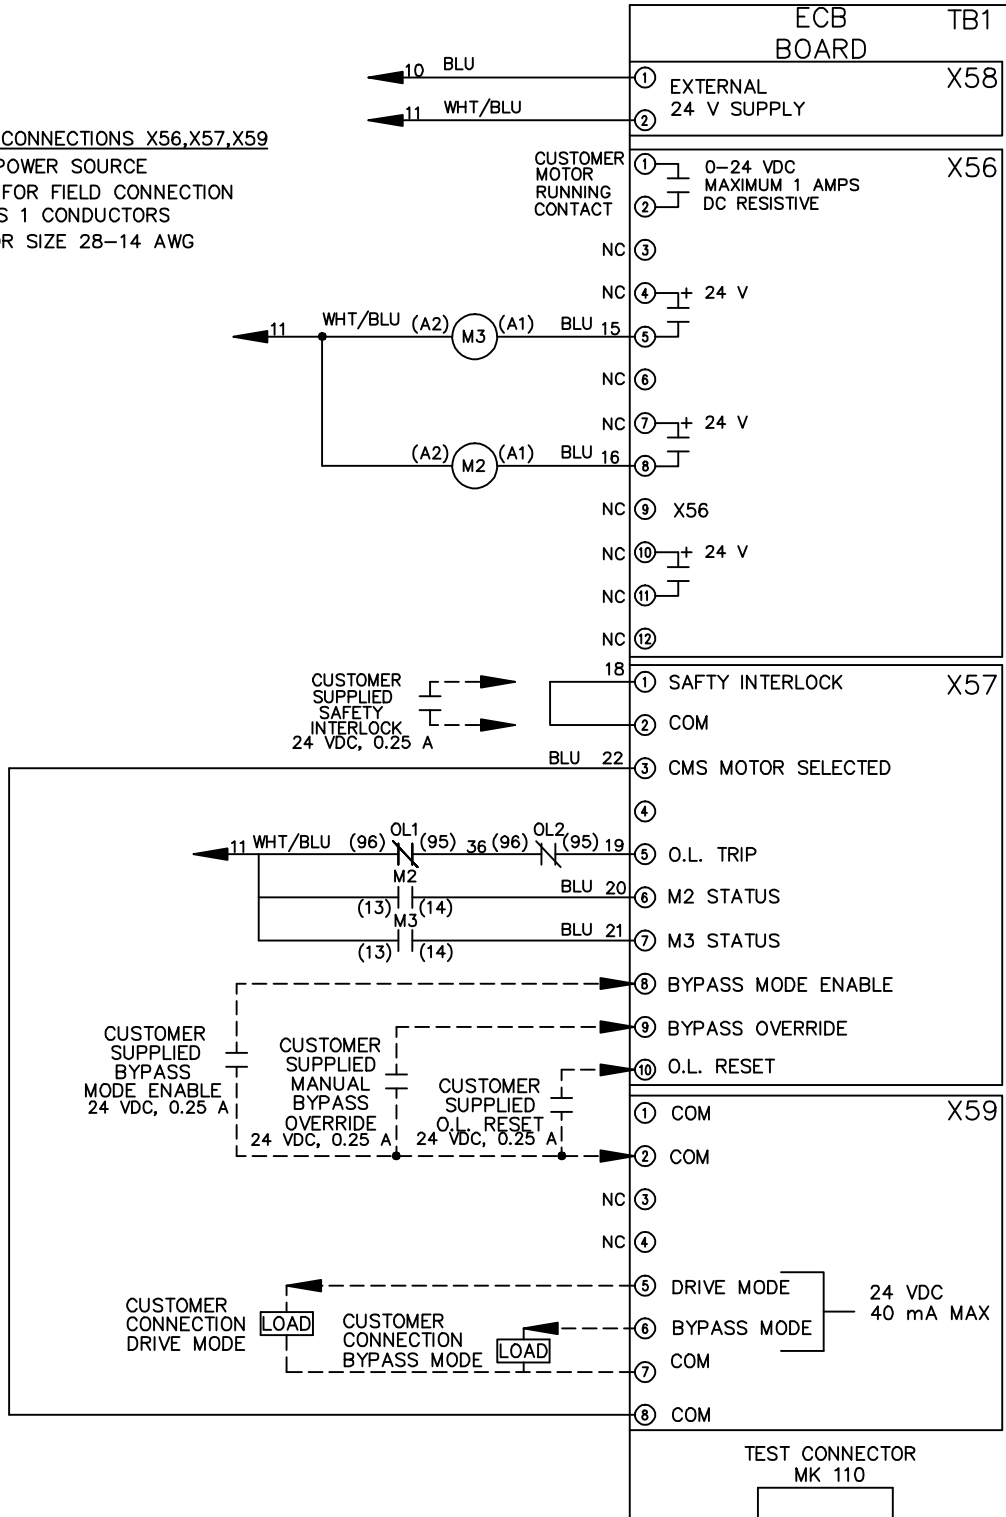 ECB
BOARD
TB1
10 BLU
1 EXTERNAL
24 V SUPPLY
X58
11 WHT/BLU
2
CONNECTIONS X56,X57,X59
POWER SOURCE
FOR FIELD CONNECTION
S 1 CONDUCTORS
OR SIZE 28-14 AWG
CUSTOMER
MOTOR
RUNNING
CONTACT
1
2
0-24 VDC
MAXIMUM 1 AMPS
DC RESISTIVE
X56
NC 3
NC 4 + 24 V
11 WHT/BLU (A2) M3 (A1) BLU 15 5
NC 6
NC 7 + 24 V
(A2) M2 (A1) BLU 16 8
NC 9 X56
NC 10 + 24 V
NC 11
NC 12
CUSTOMER
SUPPLIED
SAFETY
INTERLOCK
24 VDC, 0.25 A
18 1 SAFTY INTERLOCK
X57
2 COM
BLU 22 3 CMS MOTOR SELECTED
4
11 WHT/BLU (96) OL1 (95) 36 (96) OL2 (95) 19 5 O.L. TRIP
M2
(13) (14) BLU 20 6 M2 STATUS
M3
(13) (14) BLU 21 7 M3 STATUS
8 BYPASS MODE ENABLE
9 BYPASS OVERRIDE
10 O.L. RESET
CUSTOMER
SUPPLIED
BYPASS
MODE ENABLE
24 VDC, 0.25 A
CUSTOMER
SUPPLIED
MANUAL
BYPASS
OVERRIDE
24 VDC, 0.25 A
CUSTOMER
SUPPLIED
O.L. RESET
24 VDC, 0.25 A
1 COM
X59
2 COM
NC 3
NC 4
5 DRIVE MODE
6 BYPASS MODE
24 VDC
40 mA MAX
CUSTOMER
CONNECTION
DRIVE MODE
LOAD
CUSTOMER
CONNECTION
BYPASS MODE
LOAD
7 COM
8 COM
TEST CONNECTOR
MK 110